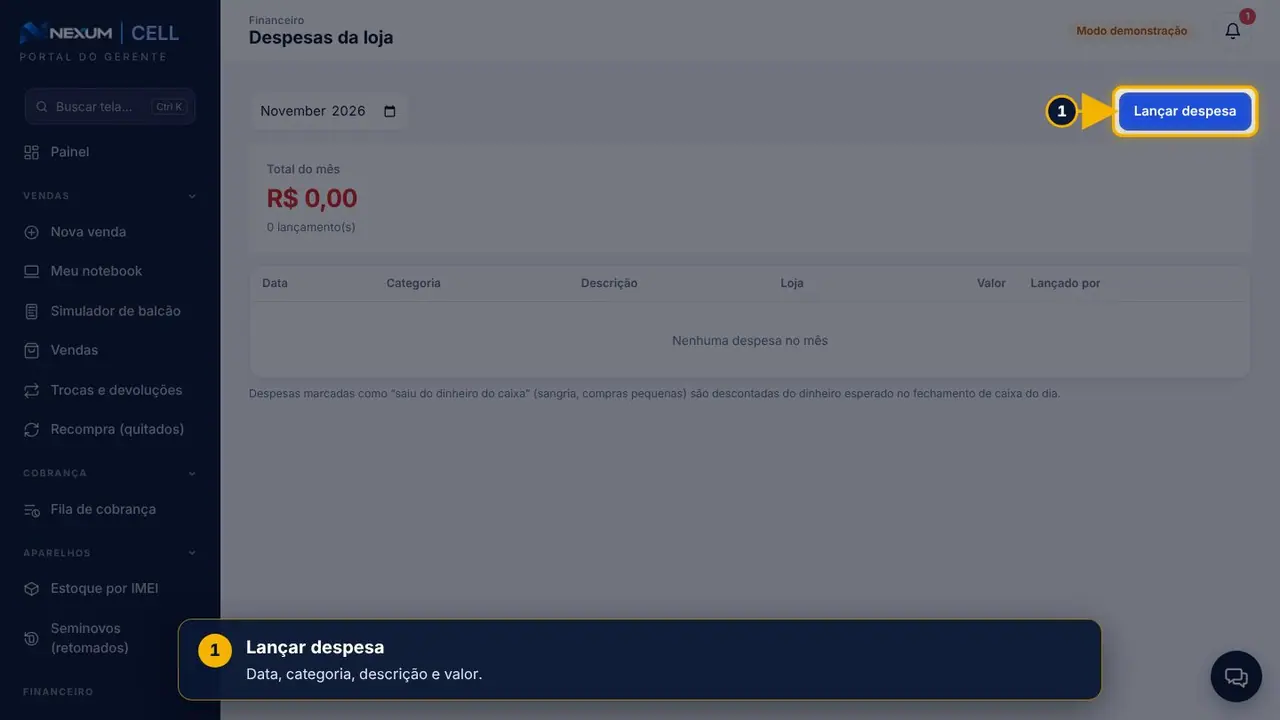 NEXUM | CELL
PORTAL DO GERENTE
Buscar tela... Ctrl K
Painel
VENDAS
Nova venda
Meu notebook
Simulador de balcão
Vendas
Trocas e devoluções
Recompra (quitados)
COBRANÇA
Fila de cobrança
APARELHOS
Estoque por IMEI
Seminovos
(retomados)
FINANCEIRO
Financeiro
Despesas da loja
Modo demonstração
1
November 2026
1
Lançar despesa
Total do mês
R$ 0,00
0 lançamento(s)
Data Categoria Descrição Loja Valor Lançado por
Nenhuma despesa no mês
Despesas marcadas como "saiu do dinheiro do caixa" (sangria, compras pequenas) são descontadas do dinheiro esperado no fechamento de caixa do dia.
1
Lançar despesa
Data, categoria, descrição e valor.